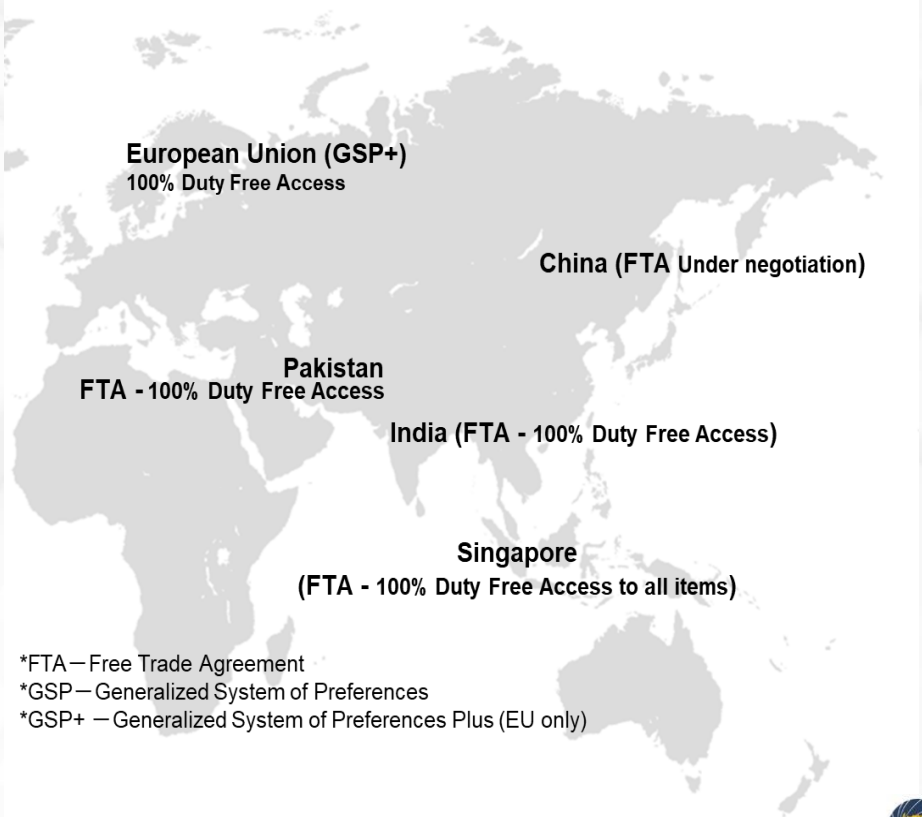 European Union (GSP+)
100% Duty Free Access
China (FTA Under negotiation)
Pakistan
FTA - 100% Duty Free Access
India (FTA - 100% Duty Free Access)
Singapore
(FTA - 100% Duty Free Access to all items)
*FTA—Free Trade Agreement
*GSP—Generalized System of Preferences
*GSP+ —Generalized System of Preferences Plus (EU only)